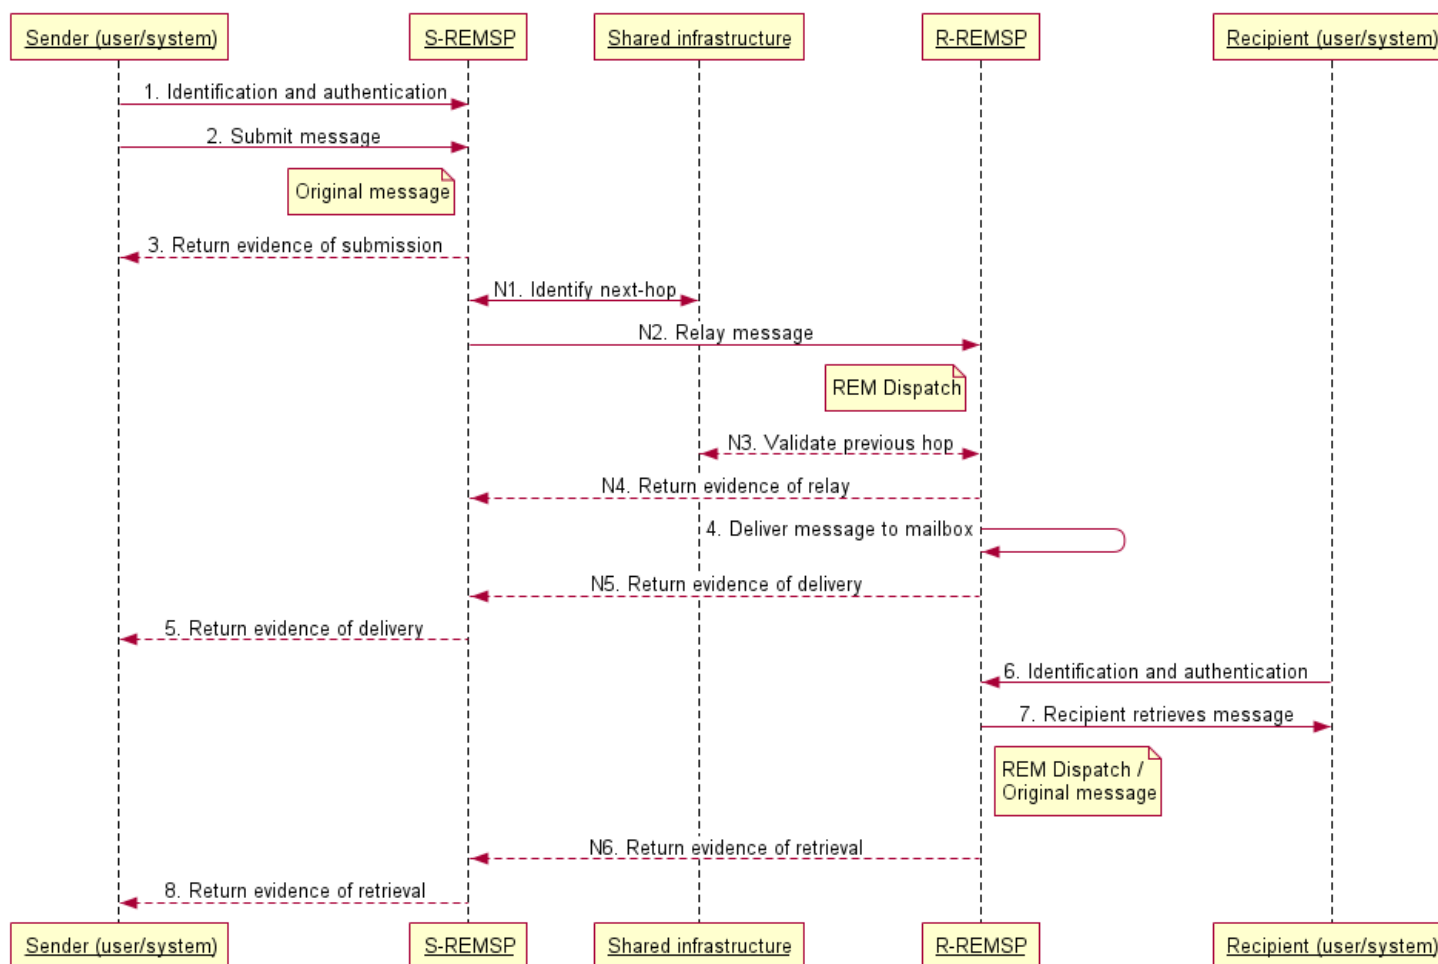 Sender (user/system)
S-REMSP
Shared infrastructure
R-REMSP
Recipient (user/system)
1. Identification and authentication
2. Submit message
Original message
3. Return evidence of submission
N1. Identify next-hop
N2. Relay message
REM Dispatch
N3. Validate previous hop
N4. Return evidence of relay
4. Deliver message to mailbox
N5. Return evidence of delivery
5. Return evidence of delivery
6. Identification and authentication
7. Recipient retrieves message
REM Dispatch /
Original message
N6. Return evidence of retrieval
8. Return evidence of retrieval
Sender (user/system)
S-REMSP
Shared infrastructure
R-REMSP
Recipient (user/system)